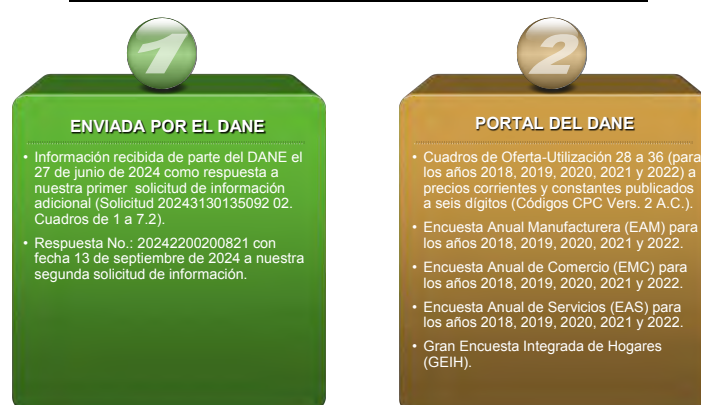 1
ENVIADA POR EL DANE
• Información recibida de parte del DANE el
27 de junio de 2024 como respuesta a
nuestra primer solicitud de información
adicional (Solicitud 20243130135092 02.
Cuadros de 1 a 7.2).
• Respuesta No.: 20242200200821 con
fecha 13 de septiembre de 2024 a nuestra
segunda solicitud de información.
2
PORTAL DEL DANE
• Cuadros de Oferta-Utilización 28 a 36 (para
los años 2018, 2019, 2020, 2021 y 2022) a
precios corrientes y constantes publicados
a seis dígitos (Códigos CPC Vers. 2 A.C.).
• Encuesta Anual Manufacturera (EAM) para
los años 2018, 2019, 2020, 2021 y 2022.
• Encuesta Anual de Comercio (EMC) para
los años 2018, 2019, 2020, 2021 y 2022.
• Encuesta Anual de Servicios (EAS) para
los años 2018, 2019, 2020, 2021 y 2022.
• Gran Encuesta Integrada de Hogares
(GEIH).